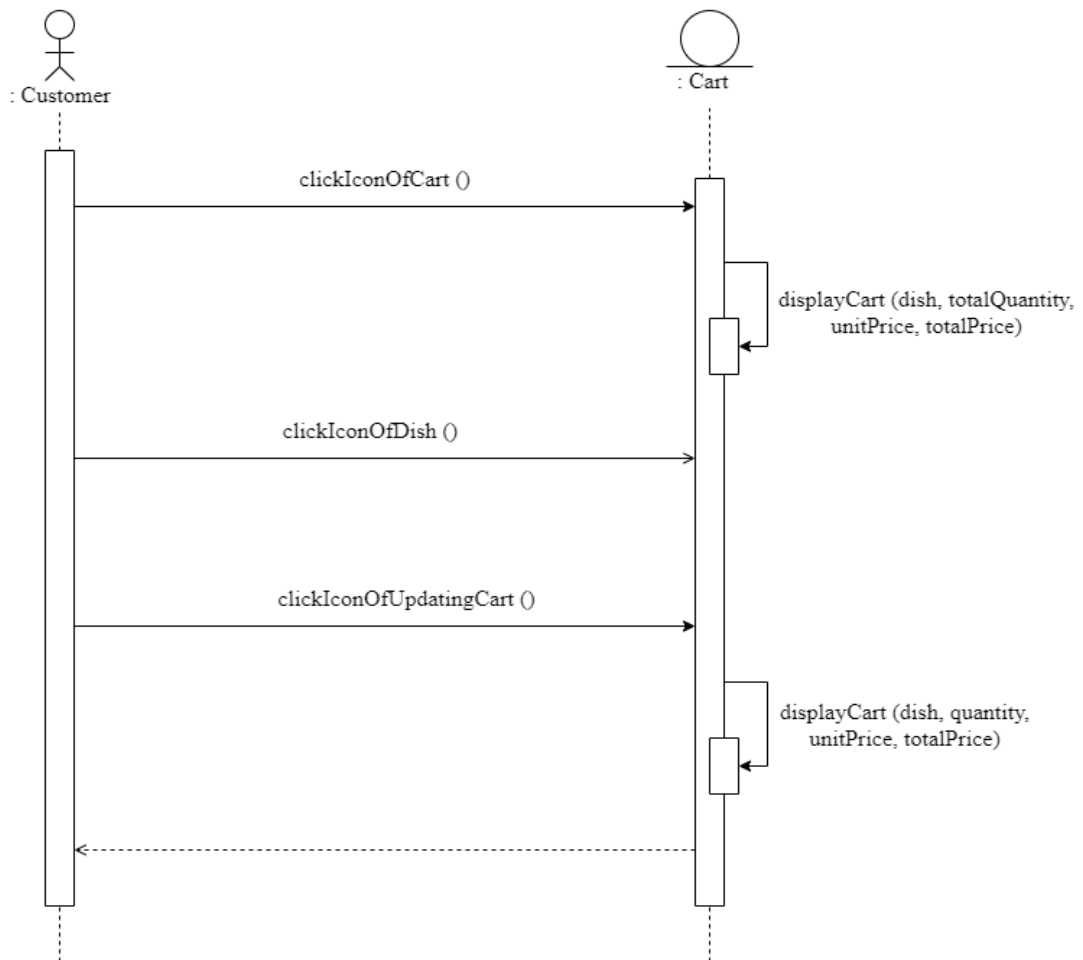 : Customer
: Cart
clickIconOfCart ()
displayCart (dish, totalQuantity,
unitPrice, totalPrice)
clickIconOfDish ()
clickIconOfUpdatingCart ()
displayCart (dish, quantity,
unitPrice, totalPrice)